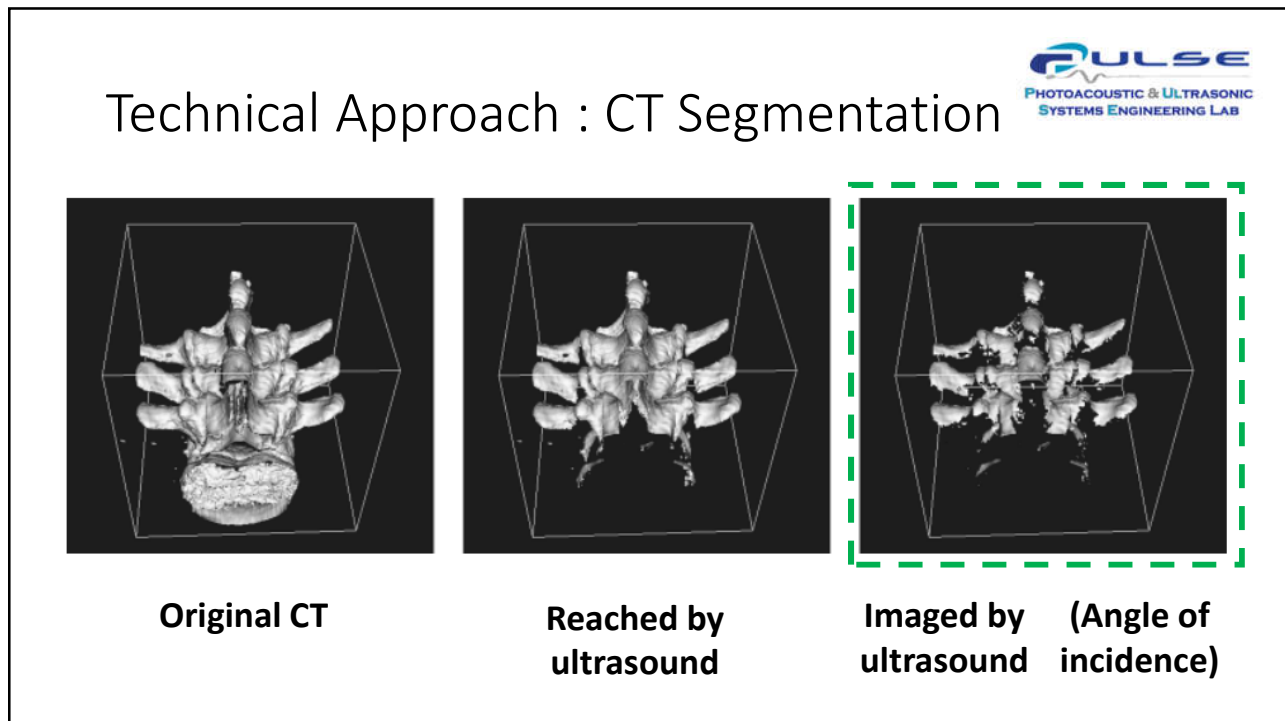 PULSE
PHOTOACOUSTIC & ULTRASONIC
SYSTEMS ENGINEERING LAB
Technical Approach : CT Segmentation
Original CT
Reached by
ultrasound
Imaged by (Angle of
ultrasound incidence)